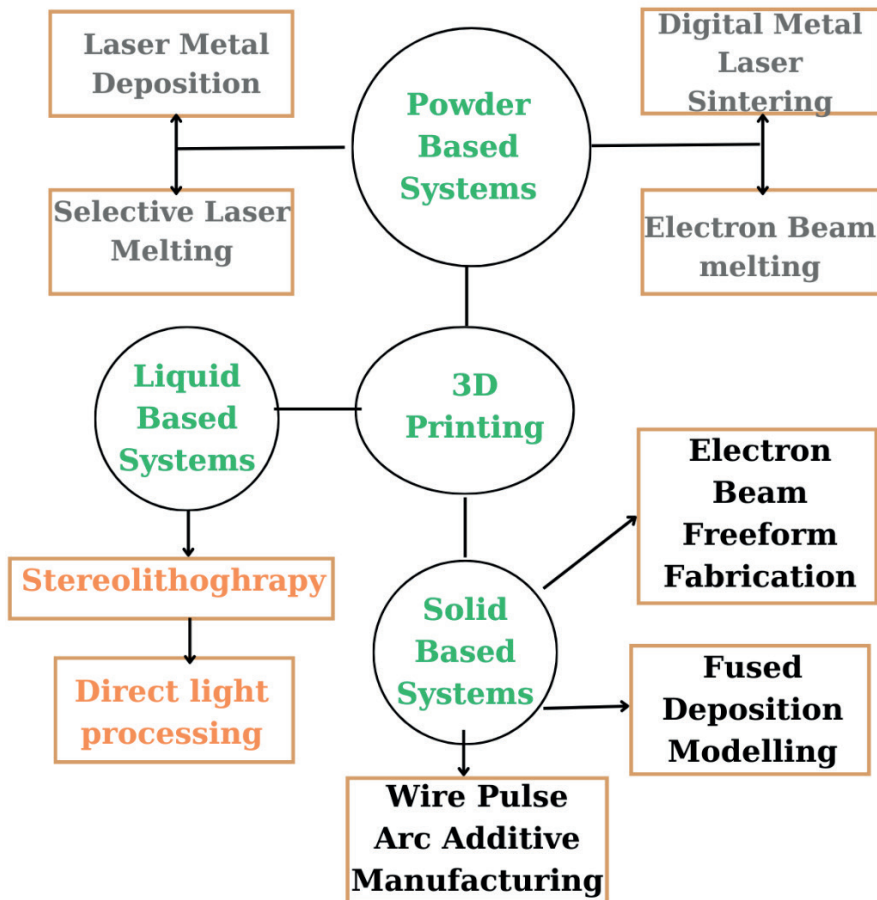 Laser Metal
Deposition
Digital Metal
Laser
Sintering
Powder
Based
Systems
Selective Laser
Melting
Electron Beam
melting
Liquid
Based
Systems
3D
Printing
Electron
Beam
Freeform
Fabrication
Stereolithoghrapy
Solid
Based
Systems
Direct light
processing
Fused
Deposition
Modelling
Wire Pulse
Arc Additive
Manufacturing